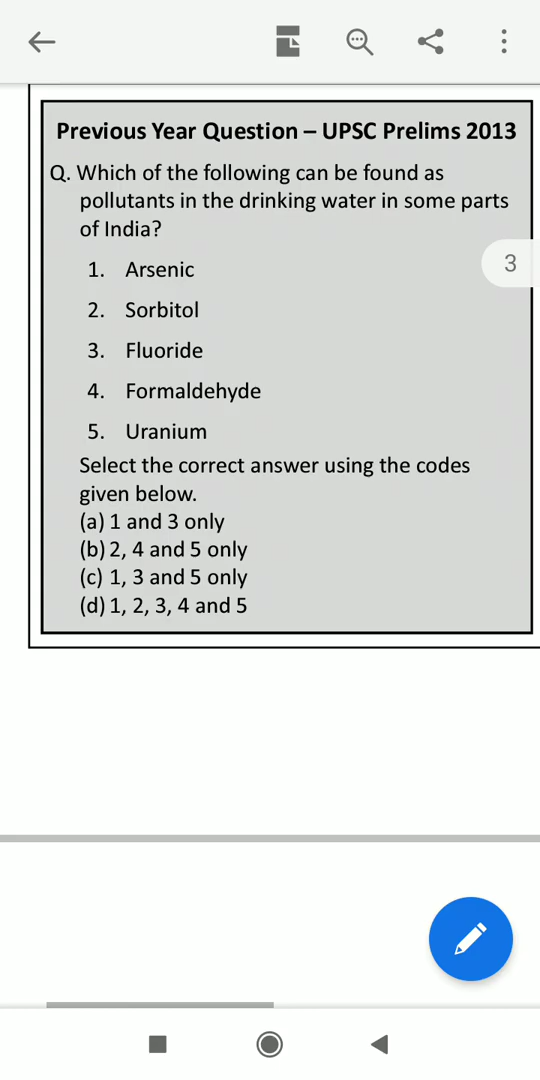 Previous Year Question – UPSC Prelims 2013
Q. Which of the following can be found as
pollutants in the drinking water in some parts
of India?
3
1. Arsenic
2. Sorbitol
3. Fluoride
4. Formaldehyde
5. Uranium
Select the correct answer using the codes
given below.
(a) 1 and 3 only
(b) 2, 4 and 5 only
(c) 1, 3 and 5 only
(d) 1, 2, 3, 4 and 5